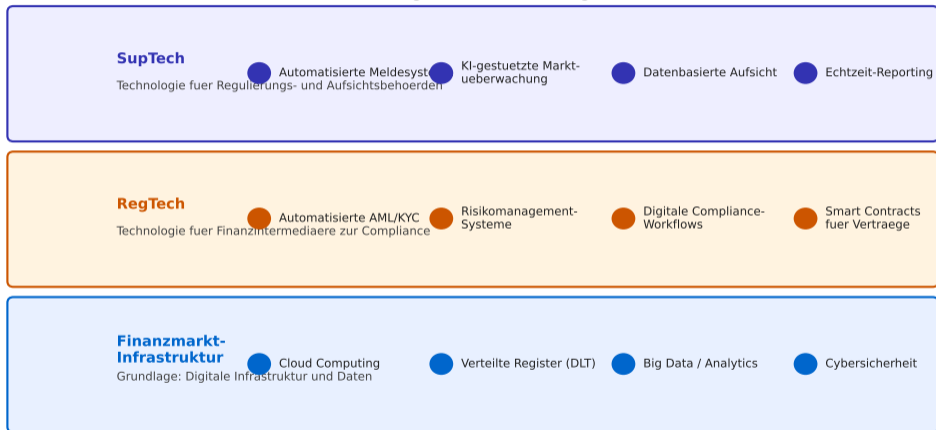 SupTech
Technologie fuer Regulierungs- und Aufsichtsbehoerden
Automatisierte
KI-gestuetzte Markt-
ueberwachung
Datenbasierte Aufsicht
Echtzeit-Reporting
RegTech
Technologie fuer Finanzintermediaere zur Compliance
Automatisierte AML/KYC
Risikomanagement-
Systeme
Digitale Compliance-
Workflows
Smart Contracts
fuer Vertraege
Finanzmarkt-
Infrastruktur
Grundlage: Digitale Infrastruktur und Daten
Cloud Computing
Verteilte Register (DLT)
Big Data / Analytics
Cybersicherheit